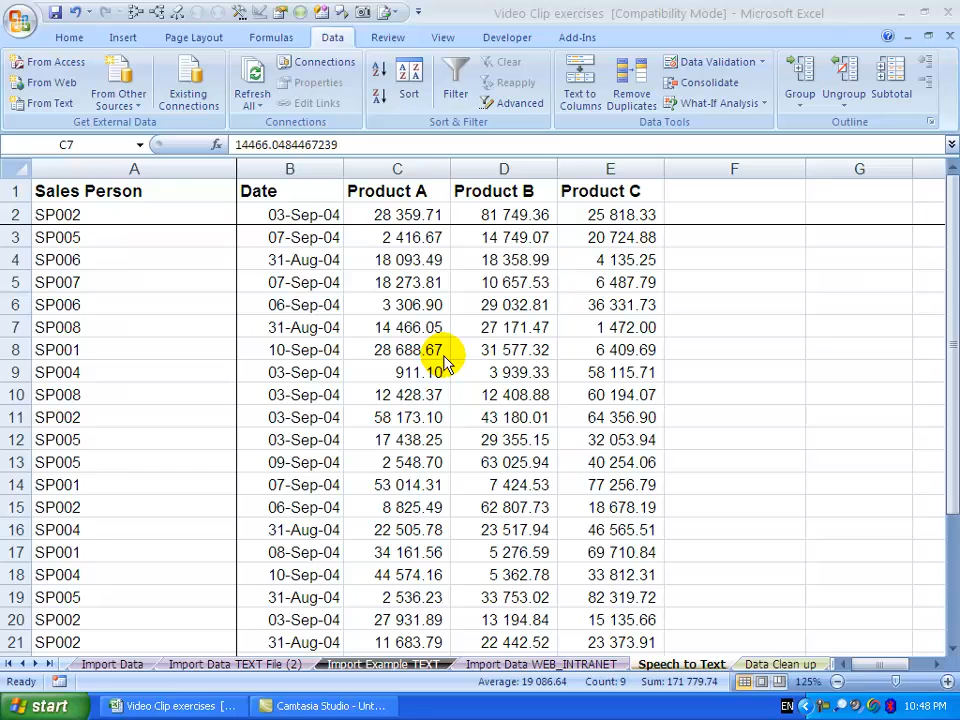 Video Clip exercises [Compatibility Mode] - Microsoft Excel
Home Insert Page Layout Formulas Data Review View Developer Add-Ins
From Access
From Web
From Text
From Other Sources
Existing Connections
Get External Data
Refresh All
Connections
Properties
Edit Links
Connections
Sort
Filter
Clear
Reapply
Advanced
Sort & Filter
Text to Columns
Remove Duplicates
Data Validation
Consolidate
What-If Analysis
Data Tools
Group
Ungroup
Subtotal
Outline
C7 fx 14466.0484467239
A B C D E F G
1 Sales Person Date Product A Product B Product C
2 SP002 03-Sep-04 28 359.71 81 749.36 25 818.33
3 SP005 07-Sep-04 2 416.67 14 749.07 20 724.88
4 SP006 31-Aug-04 18 093.49 18 358.99 4 135.25
5 SP007 07-Sep-04 18 273.81 10 657.53 6 487.79
6 SP006 06-Sep-04 3 306.90 29 032.81 36 331.73
7 SP008 31-Aug-04 14 466.05 27 171.47 1 472.00
8 SP001 10-Sep-04 28 688.67 31 577.32 6 409.69
9 SP004 03-Sep-04 911.10 3 939.33 58 115.71
10 SP008 03-Sep-04 12 428.37 12 408.88 60 194.07
11 SP002 03-Sep-04 58 173.10 43 180.01 64 356.90
12 SP005 03-Sep-04 17 438.25 29 355.15 32 053.94
13 SP005 09-Sep-04 2 548.70 63 025.94 40 254.06
14 SP001 07-Sep-04 53 014.31 7 424.53 77 256.79
15 SP002 06-Sep-04 8 825.49 62 807.73 18 678.19
16 SP004 31-Aug-04 22 505.78 23 517.94 46 565.51
17 SP001 08-Sep-04 34 161.56 5 276.59 69 710.84
18 SP004 10-Sep-04 44 574.16 5 362.78 33 812.31
19 SP005 31-Aug-04 2 536.23 33 753.02 82 319.72
20 SP002 03-Sep-04 27 931.89 13 194.84 15 135.66
21 SP002 31-Aug-04 11 683.79 22 442.52 23 373.91
Import Data Import Data TEXT File (2) Import Example TEXT Import Data WEB_INTRANET Speech to Text Data Clean up
Ready Average: 19 086.64 Count: 9 Sum: 171 779.74 125%
start Video Clip exercises [... Camtasia Studio - Unt... EN 10:48 PM